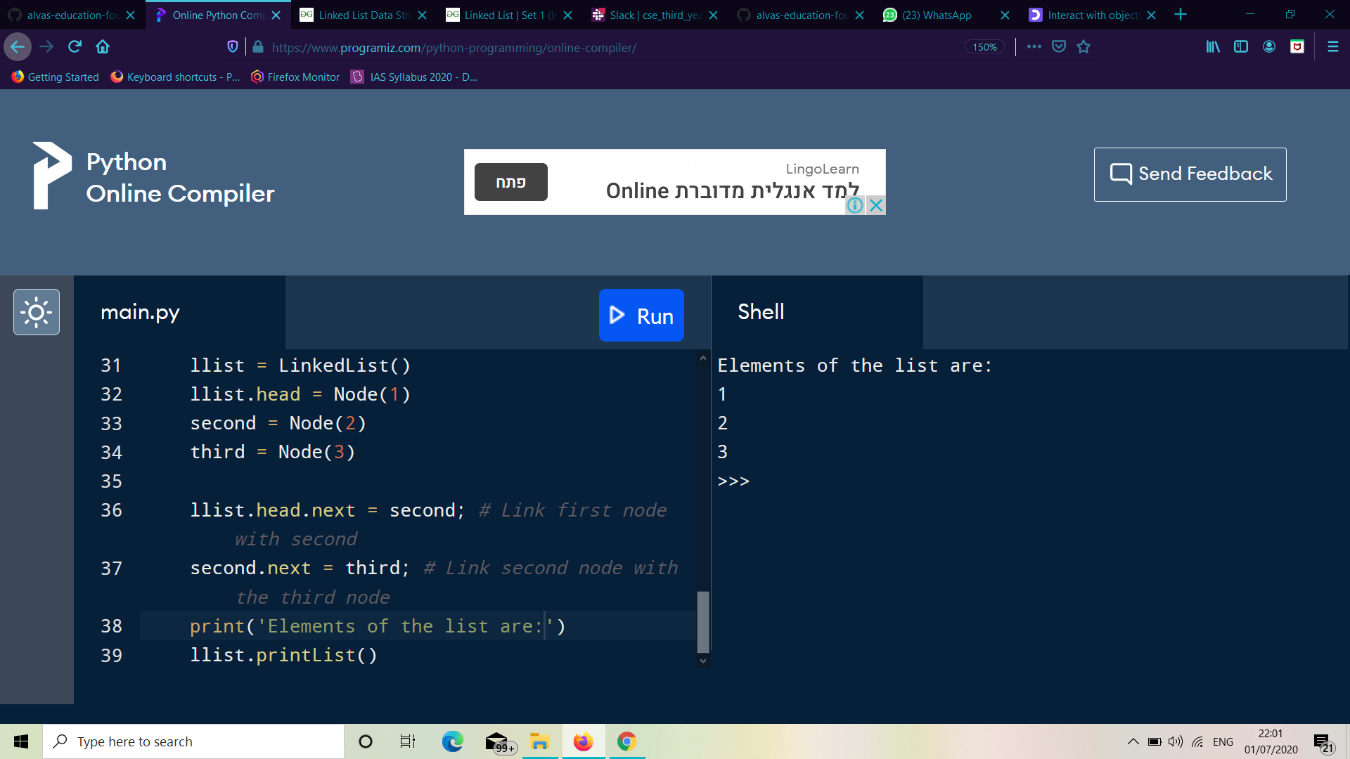 alvas-education-fou
Online Python Comp
Linked List Data Str
Linked List | Set 1 (I
Slack | cse_third_yea
alvas-education-fou
(23) WhatsApp
Interact with object
https://www.programiz.com/python-programming/online-compiler/
150%
Getting Started
Keyboard shortcuts - P...
Firefox Monitor
IAS Syllabus 2020 - D...
Python
Online Compiler
LingoLearn
למד אנגלית מדוברת Online
פתח
Send Feedback
main.py
Run
Shell
31 llist = LinkedList()
32 llist.head = Node(1)
33 second = Node(2)
34 third = Node(3)
35
36 llist.head.next = second; # Link first node
with second
37 second.next = third; # Link second node with
the third node
38 print('Elements of the list are:')
39 llist.printList()
Elements of the list are:
1
2
3
>>>
Type here to search
99+
ENG
22:01
01/07/2020
21